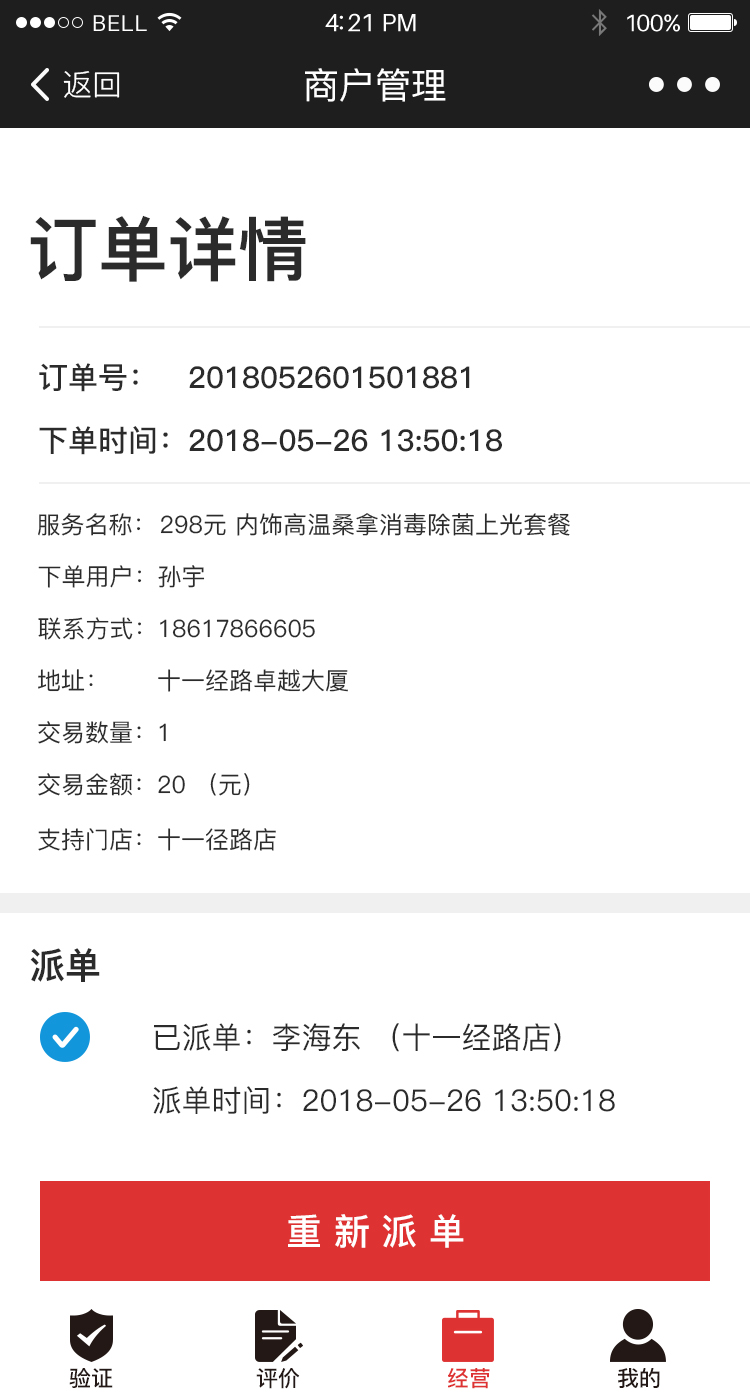 BELL 4:21 PM 100%
返回 商户管理
订单详情
订单号： 2018052601501881
下单时间：2018-05-26 13:50:18
服务名称： 298元 内饰高温桑拿消毒除菌上光套餐
下单用户：孙宇
联系方式：18617866605
地址： 十一经路卓越大厦
交易数量：1
交易金额：20 （元）
支持门店：十一径路店
派单
已派单：李海东 （十一经路店）
派单时间：2018-05-26 13:50:18
重新派单
验证 评价 经营 我的